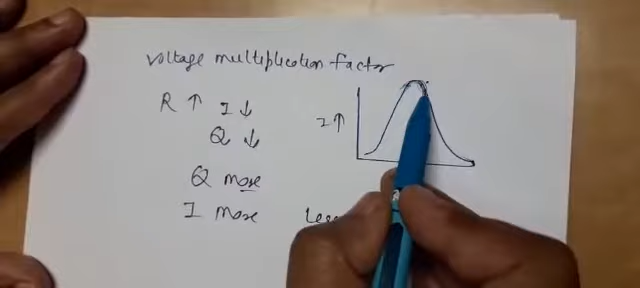 voltage multiplication factor
R ↑ I ↓
Q ↓
I ↑
Q more
I more